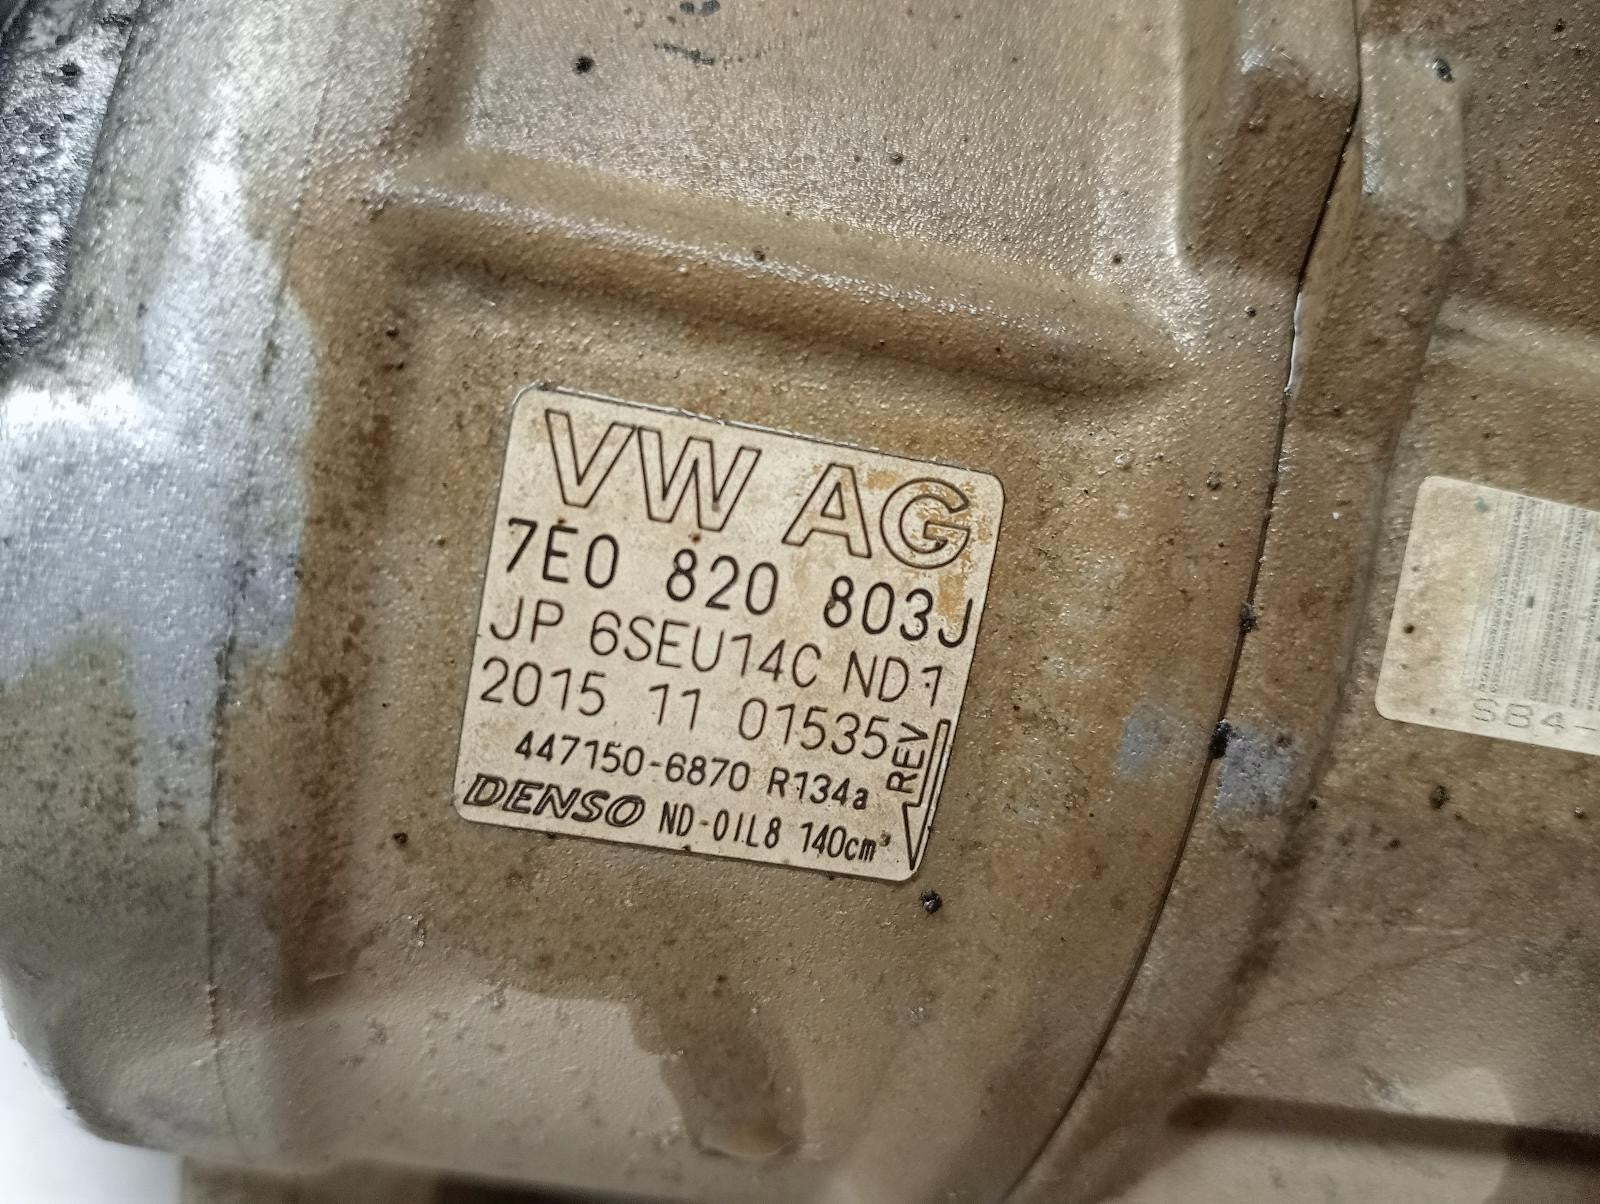 VW AG
7E0 820 803J
JP 6SEU14C ND1
2015 11 01535
REV
447150-6870 R134a
DENSO ND-OIL8 140cm³
SB4-